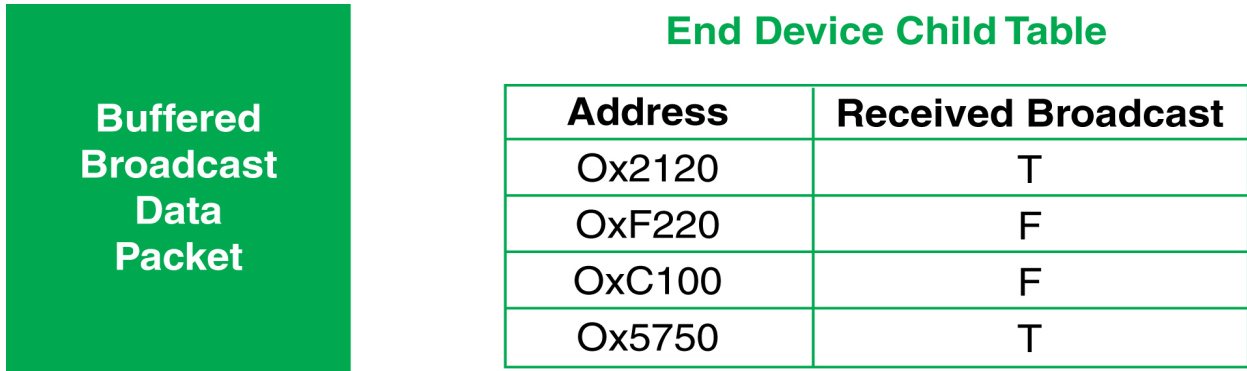 Buffered
Broadcast
Data
Packet
End Device Child Table
Address Received Broadcast
Ox2120 T
OxF220 F
OxC100 F
Ox5750 T